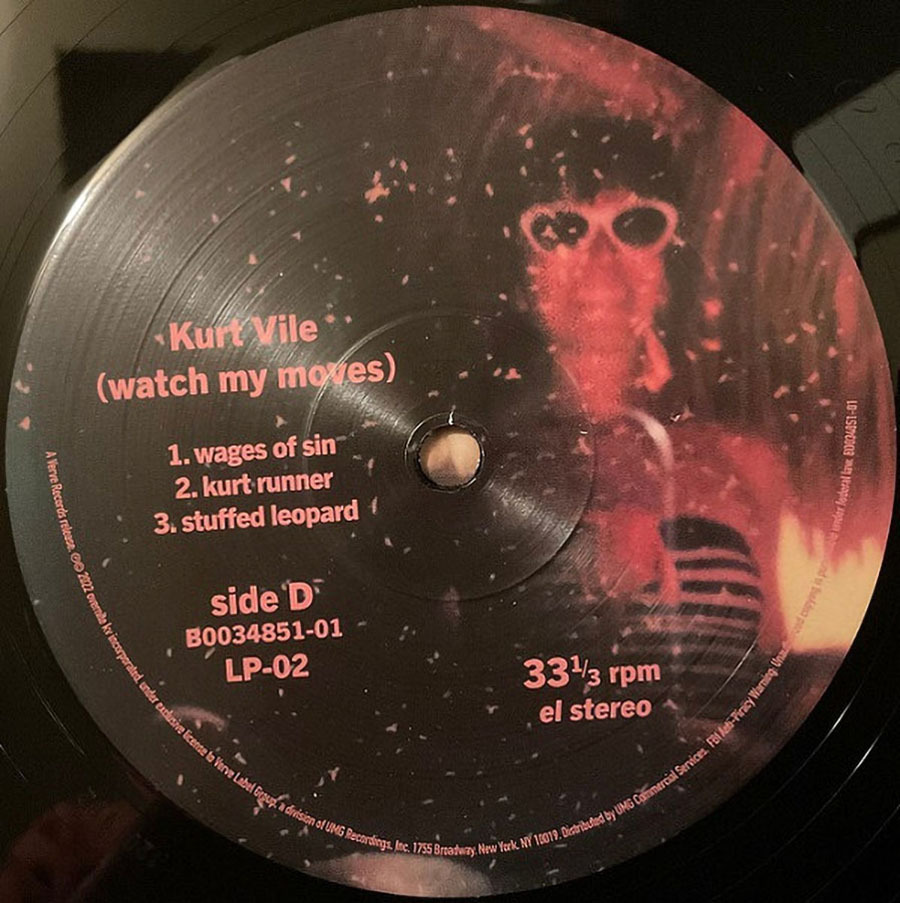 Kurt Vile
(watch my moves)
1. wages of sin
2. kurt runner
3. stuffed leopard
side D
B0034851-01
LP-02
33 1/3 rpm
el stereo
A Verve Records release. ℗© 2022 overnite kv incorporated, under exclusive license to Verve Label Group, a division of UMG Recordings, Inc. 1755 Broadway, New York, NY 10019. Distributed by UMG Commercial Services. FBI Anti-Piracy Warning: copying is under federal law. B0034851-01